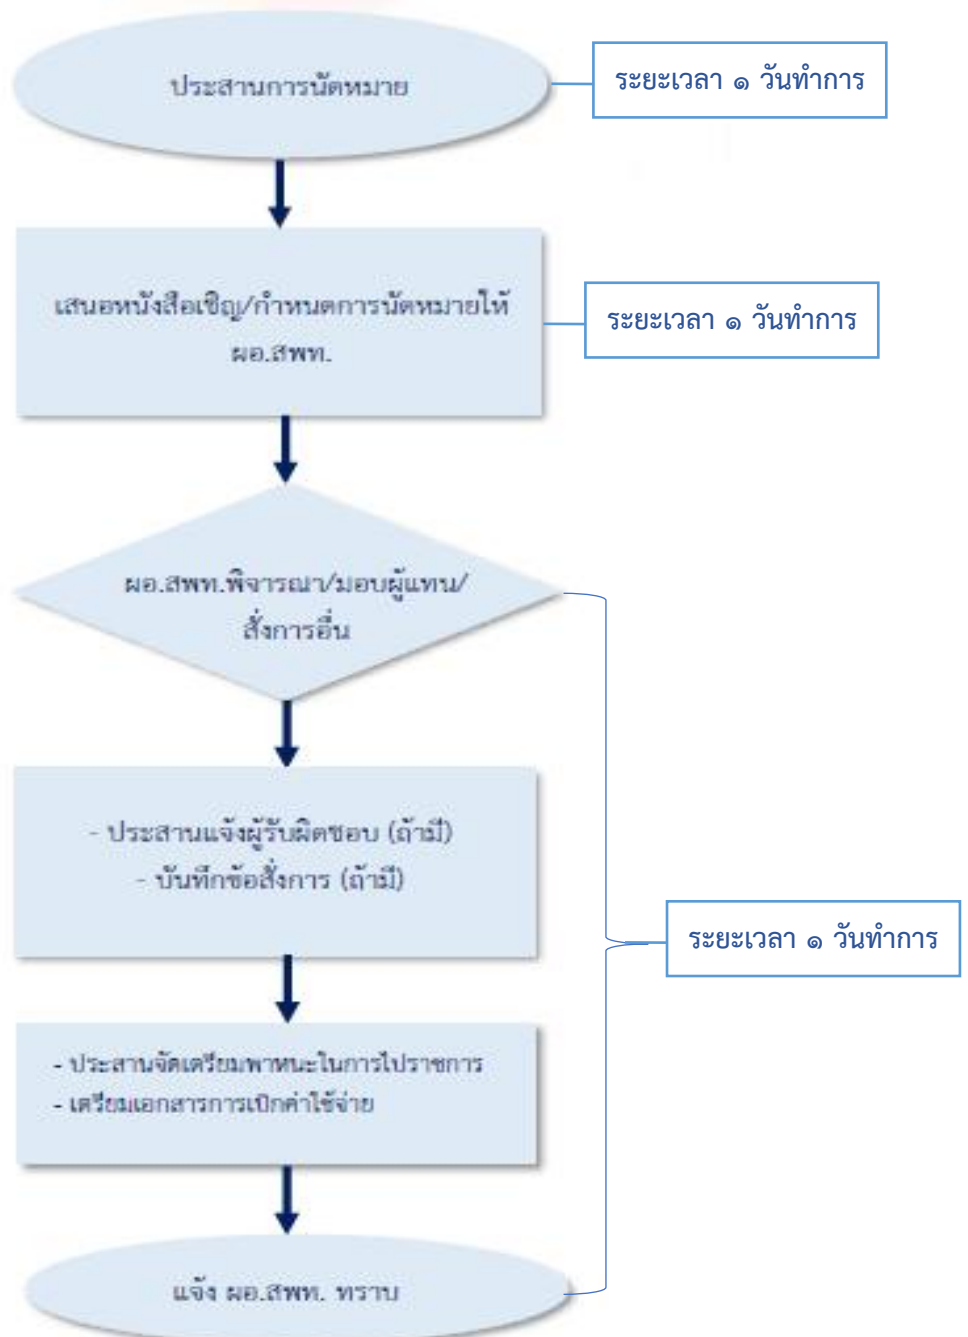 ประสานการนัดหมาย
ระยะเวลา ๑ วันทำการ
เสนอหนังสือเชิญ/กำหนดการนัดหมายให้
ผอ.สพท.
ระยะเวลา ๑ วันทำการ
ผอ.สพท.พิจารณา/มอบผู้แทน/
สั่งการอื่น
- ประสานแจ้งผู้รับผิดชอบ (ถ้ามี)
- บันทึกข้อสั่งการ (ถ้ามี)
ระยะเวลา ๑ วันทำการ
- ประสานจัดเตรียมพาหนะในการไปราชการ
- เตรียมเอกสารการเบิกค่าใช้จ่าย
แจ้ง ผอ.สพท. ทราบ